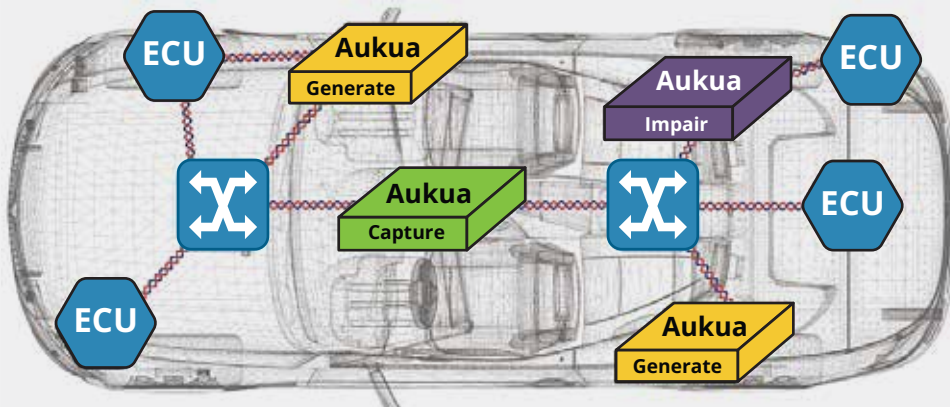 ECU
Aukua
Generate
Aukua
Impair
ECU
Aukua
Capture
ECU
ECU
Aukua
Generate